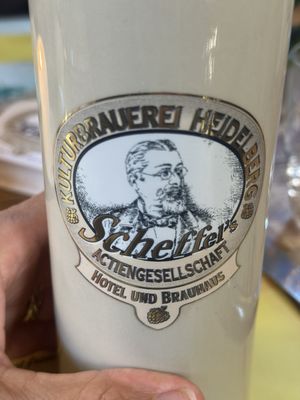 KULTURBRAUEREI HEIDELBERG
Scheffel's
ACTIENGESELLSCHAFT
HOTEL UND BRAUHAUS